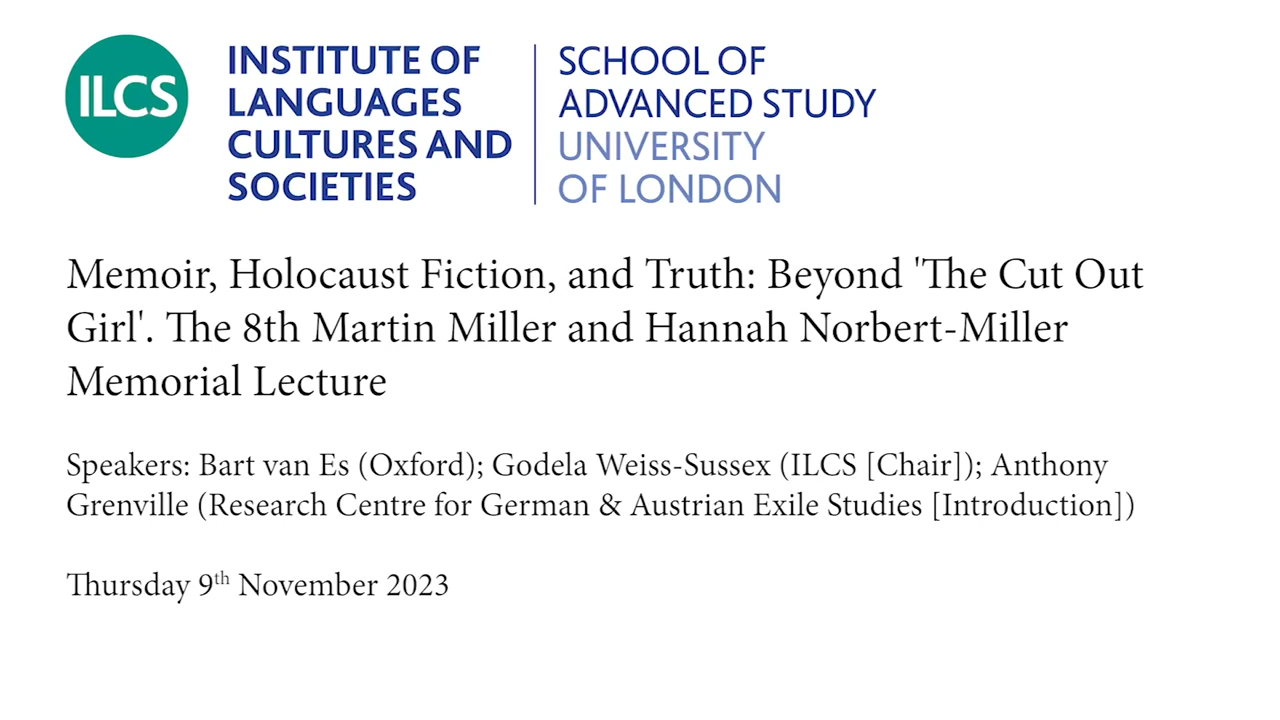 ILCS
INSTITUTE OF
LANGUAGES
CULTURES AND
SOCIETIES
SCHOOL OF
ADVANCED STUDY
UNIVERSITY
OF LONDON
Memoir, Holocaust Fiction, and Truth: Beyond 'The Cut Out
Girl'. The 8th Martin Miller and Hannah Norbert-Miller
Memorial Lecture
Speakers: Bart van Es (Oxford); Godela Weiss-Sussex (ILCS [Chair]); Anthony
Grenville (Research Centre for German & Austrian Exile Studies [Introduction])
Thursday 9th November 2023